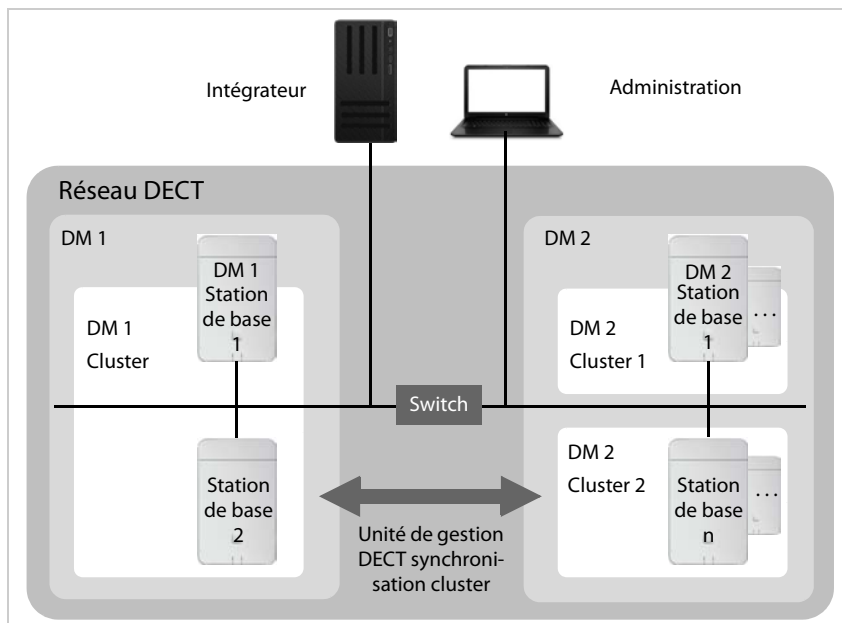 Intégrateur
Administration
Réseau DECT
DM 1
DM 1
Station
de base
1
DM 1
Cluster
Station
de base
2
Switch
Unité de gestion
DECT synchroni-
sation cluster
DM 2
DM 2
Station
de base
1
...
DM 2
Cluster 1
DM 2
Cluster 2
Station
de base
n
...